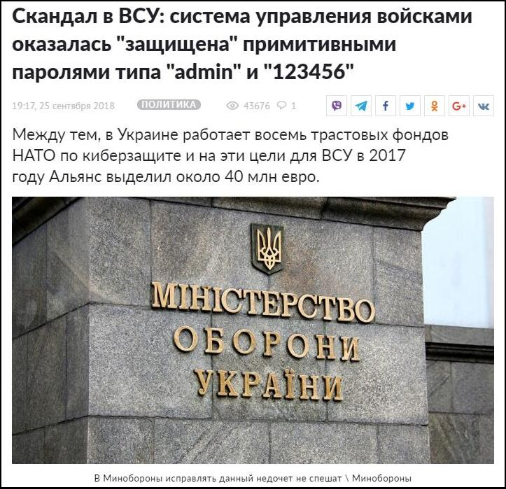 Скандал в ВСУ: система управления войсками
оказалась "защищена" примитивными
паролями типа "admin" и "123456"
19:17, 25 сентября 2018 ПОЛИТИКА 43676 1
Между тем, в Украине работает восемь трастовых фондов
НАТО по киберзащите и на эти цели для ВСУ в 2017
году Альянс выделил около 40 млн евро.
МІНІСТЕРСТВО
ОБОРОНИ
УКРАЇНИ
В Минобороны исправлять данный недочет не спешат \ Минобороны